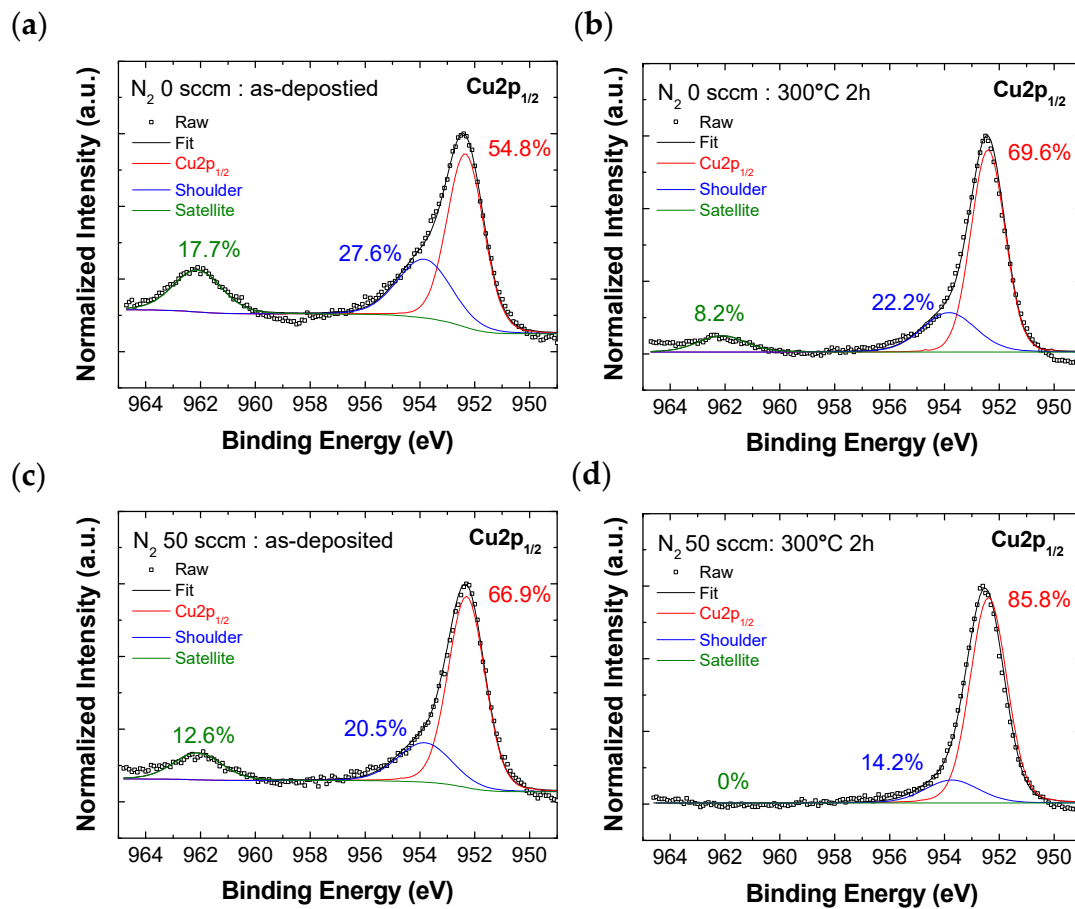 (a)
N2 0 sccm : as-depostied
Cu2p1/2
Raw
Fit
Cu2p1/2
Shoulder
Satellite
54.8%
27.6%
17.7%
Normalized Intensity (a.u.)
964 962 960 958 956 954 952 950
Binding Energy (eV)
(b)
N2 0 sccm : 300°C 2h
Cu2p1/2
Raw
Fit
Cu2p1/2
Shoulder
Satellite
69.6%
22.2%
8.2%
Normalized Intensity (a.u.)
964 962 960 958 956 954 952 950
Binding Energy (eV)
(c)
N2 50 sccm : as-deposited
Cu2p1/2
Raw
Fit
Cu2p1/2
Shoulder
Satellite
66.9%
20.5%
12.6%
Normalized Intensity (a.u.)
964 962 960 958 956 954 952 950
Binding Energy (eV)
(d)
N2 50 sccm: 300°C 2h
Cu2p1/2
Raw
Fit
Cu2p1/2
Shoulder
Satellite
85.8%
14.2%
0%
Normalized Intensity (a.u.)
964 962 960 958 956 954 952 950
Binding Energy (eV)